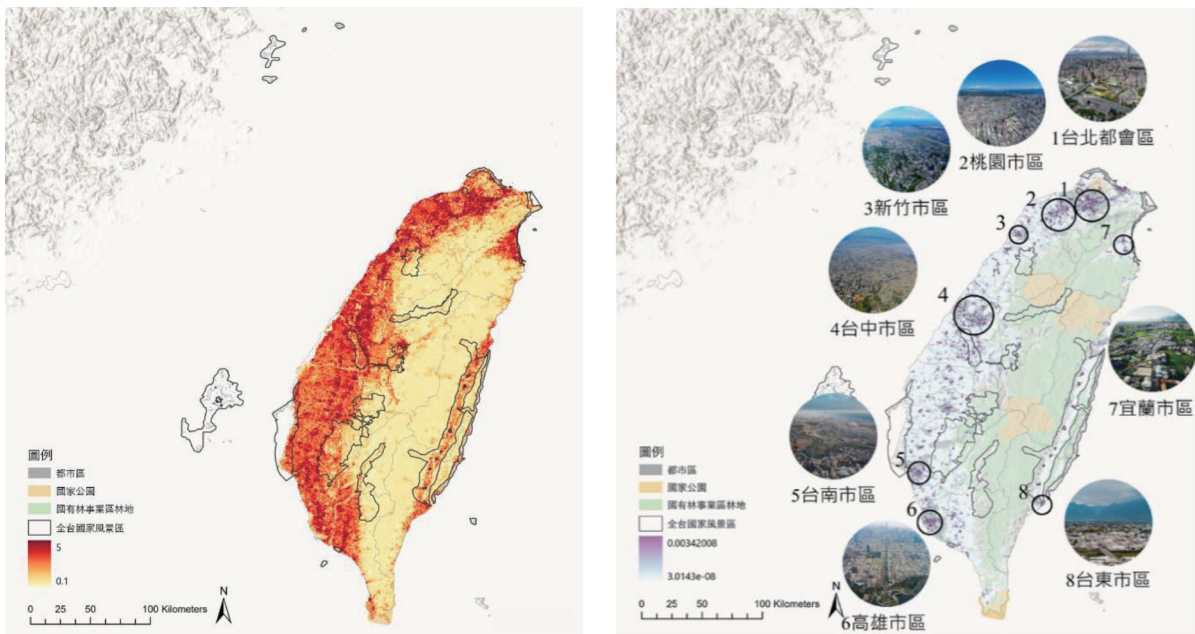 圖例
都市區
國家公園
國有林事業區林地
全台國家風景區
5
0.1
0 25 50 100 Kilometers
N
1台北都會區
2桃園市區
3新竹市區
1
2
3
7
4台中市區
4
7宜蘭市區
5台南市區
5
6
8
圖例
都市區
國家公園
國有林事業區林地
全台國家風景區
0.00342008
3.0143e-08
8台東市區
0 25 50 100 Kilometers
N
6高雄市區